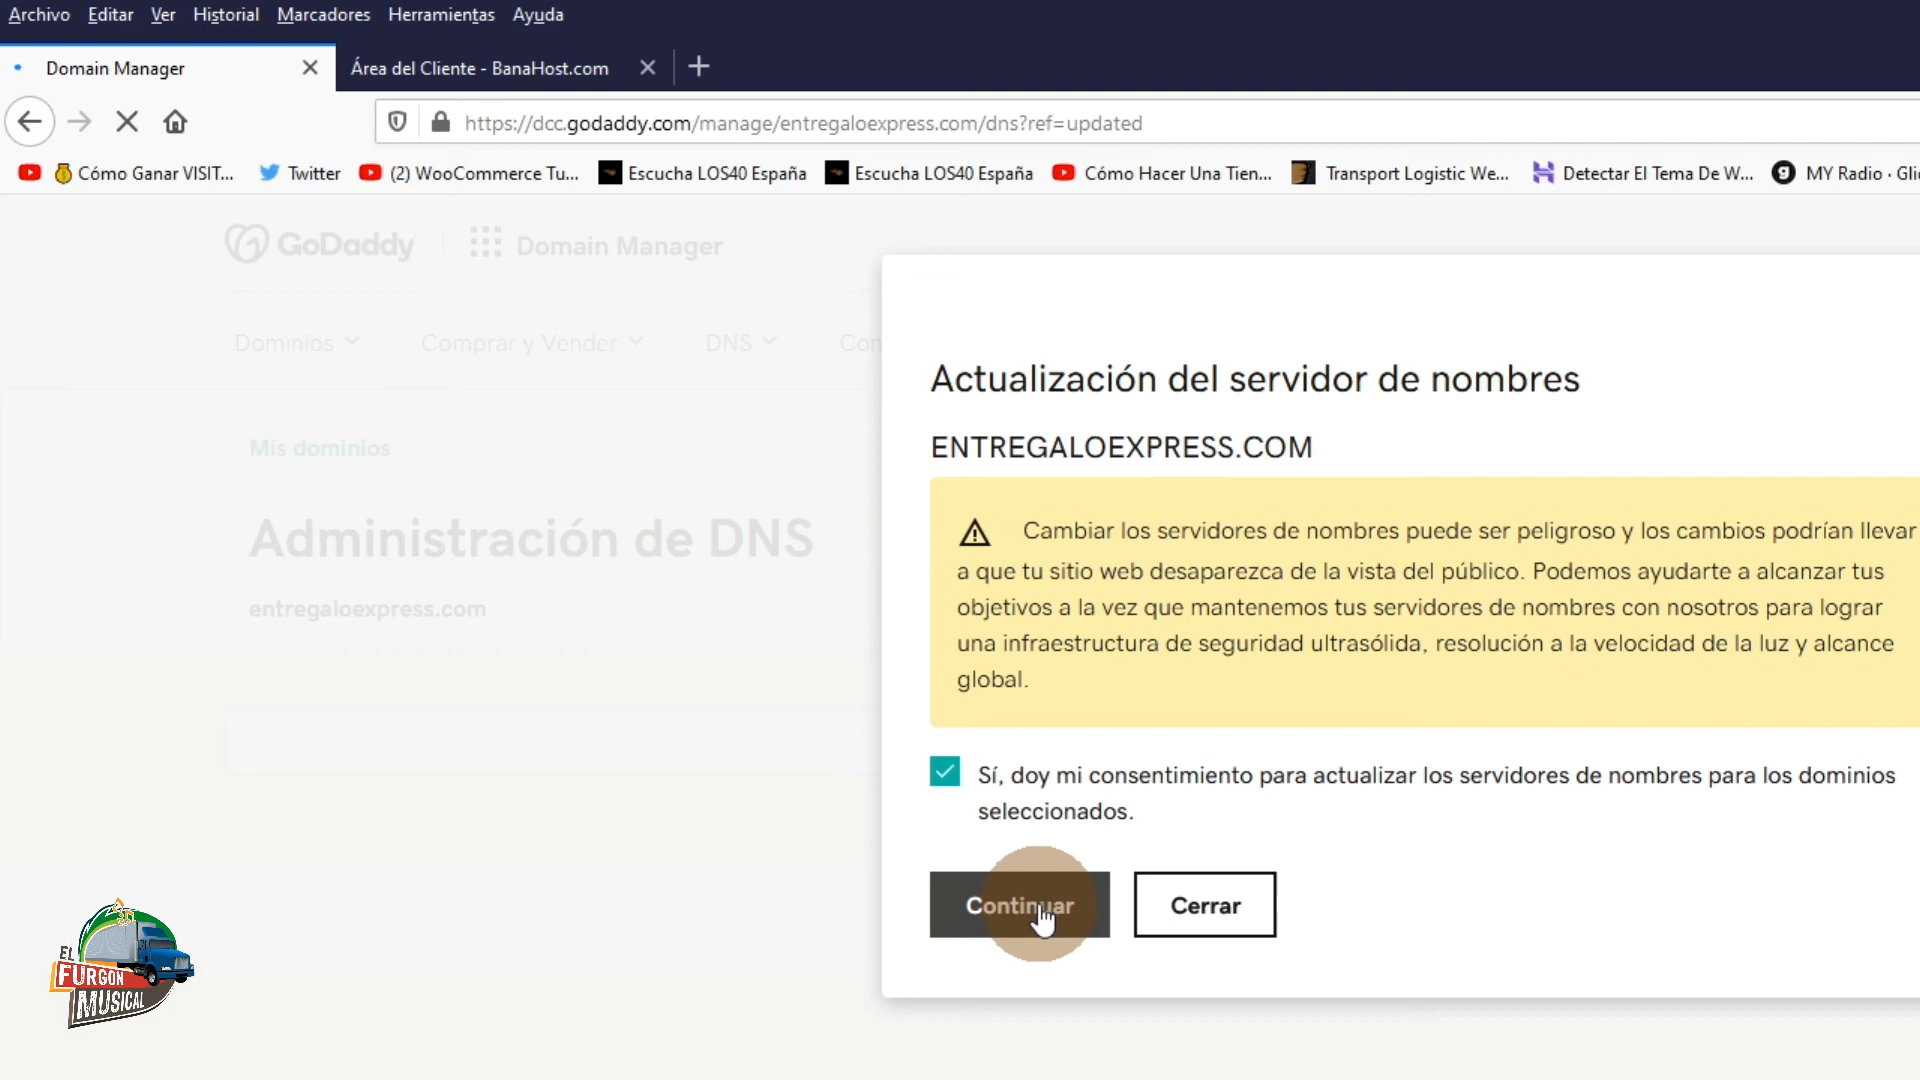 Archivo Editar Ver Historial Marcadores Herramientas Ayuda
Domain Manager
Área del Cliente - BanaHost.com
https://dcc.godaddy.com/manage/entregaloexpress.com/dns?ref=updated
Cómo Ganar VISIT...
Twitter
(2) WooCommerce Tu...
Escucha LOS40 España
Escucha LOS40 España
Cómo Hacer Una Tien...
Transport Logistic We...
Detectar El Tema De W...
MY Radio · Gli
GoDaddy
Domain Manager
Dominios
Comprar y Vender
DNS
Con
Mis dominios
Administración de DNS
entregaloexpress.com
Actualización del servidor de nombres
ENTREGALOEXPRESS.COM
Cambiar los servidores de nombres puede ser peligroso y los cambios podrían llevar
a que tu sitio web desaparezca de la vista del público. Podemos ayudarte a alcanzar tus
objetivos a la vez que mantenemos tus servidores de nombres con nosotros para lograr
una infraestructura de seguridad ultrasólida, resolución a la velocidad de la luz y alcance
global.
Sí, doy mi consentimiento para actualizar los servidores de nombres para los dominios
seleccionados.
Continuar
Cerrar
EL
FURGON
MUSICAL